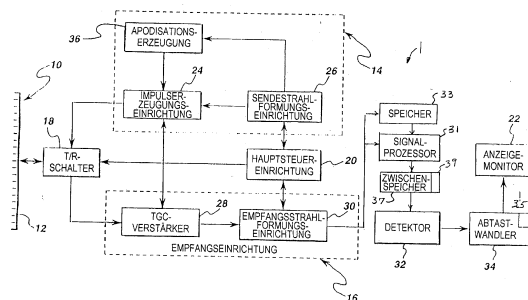 36
APODISATIONS-
ERZEUGUNG
14
1
10
24
IMPULSER-
ZEUGUNGS-
EINRICHTUNG
26
SENDESTRAHL-
FORMUNGS-
EINRICHTUNG
33
SPEICHER
18
T/R-
SCHALTER
HAUPTSTEUER-
EINRICHTUNG
20
31
SIGNAL-
PROZESSOR
39
ZWISCHEN-
SPEICHER
37
22
ANZEIGE-
MONITOR
12
28
TGC-
VERSTÄRKER
30
EMPFANGSSTRAHL-
FORMUNGS-
EINRICHTUNG
EMPFANGSEINRICHTUNG
16
DETEKTOR
32
ABTAST-
WANDLER
34
35